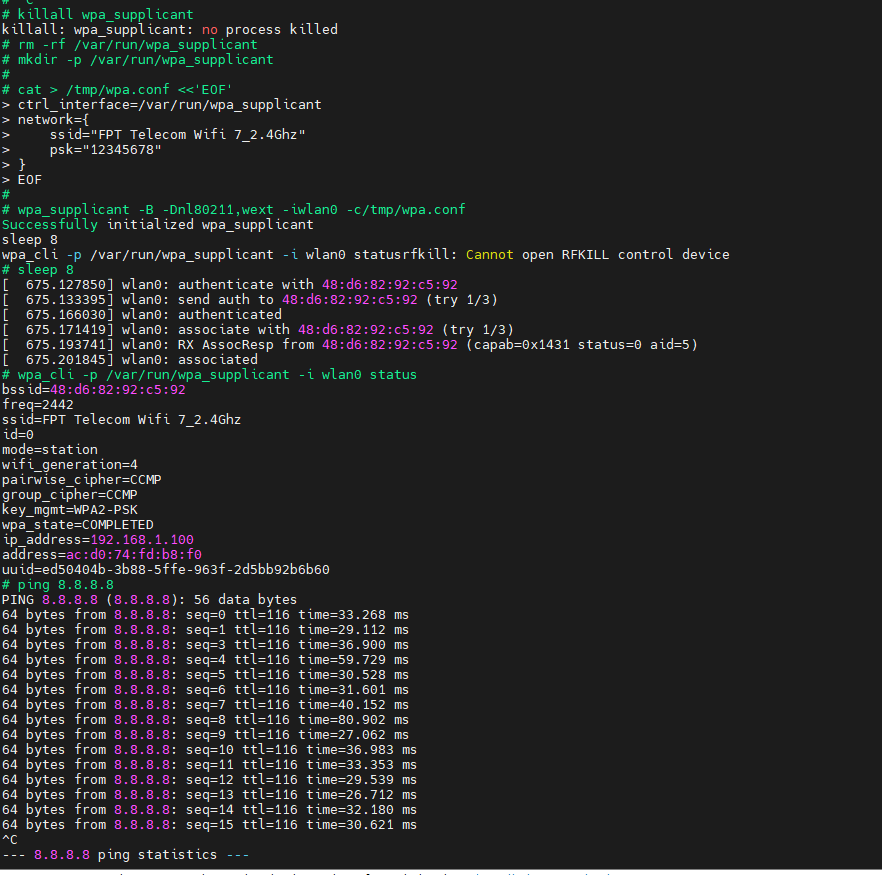 # ^C
# killall wpa_supplicant
killall: wpa_supplicant: no process killed
# rm -rf /var/run/wpa_supplicant
# mkdir -p /var/run/wpa_supplicant
#
# cat > /tmp/wpa.conf <<'EOF'
> ctrl_interface=/var/run/wpa_supplicant
> network={
>     ssid="FPT Telecom Wifi 7_2.4Ghz"
>     psk="12345678"
> }
> EOF
#
# wpa_supplicant -B -Dnl80211,wext -iwlan0 -c/tmp/wpa.conf
Successfully initialized wpa_supplicant
sleep 8
wpa_cli -p /var/run/wpa_supplicant -i wlan0 statusrfkill: Cannot open RFKILL control device
# sleep 8
[  675.127850] wlan0: authenticate with 48:d6:82:92:c5:92
[  675.133395] wlan0: send auth to 48:d6:82:92:c5:92 (try 1/3)
[  675.166030] wlan0: authenticated
[  675.171419] wlan0: associate with 48:d6:82:92:c5:92 (try 1/3)
[  675.193741] wlan0: RX AssocResp from 48:d6:82:92:c5:92 (capab=0x1431 status=0 aid=5)
[  675.201845] wlan0: associated
# wpa_cli -p /var/run/wpa_supplicant -i wlan0 status
bssid=48:d6:82:92:c5:92
freq=2442
ssid=FPT Telecom Wifi 7_2.4Ghz
id=0
mode=station
wifi_generation=4
pairwise_cipher=CCMP
group_cipher=CCMP
key_mgmt=WPA2-PSK
wpa_state=COMPLETED
ip_address=192.168.1.100
address=ac:d0:74:fd:b8:f0
uuid=ed50404b-3b88-5ffe-963f-2d5bb92b6b60
# ping 8.8.8.8
PING 8.8.8.8 (8.8.8.8): 56 data bytes
64 bytes from 8.8.8.8: seq=0 ttl=116 time=33.268 ms
64 bytes from 8.8.8.8: seq=1 ttl=116 time=29.112 ms
64 bytes from 8.8.8.8: seq=3 ttl=116 time=36.900 ms
64 bytes from 8.8.8.8: seq=4 ttl=116 time=59.729 ms
64 bytes from 8.8.8.8: seq=5 ttl=116 time=30.528 ms
64 bytes from 8.8.8.8: seq=6 ttl=116 time=31.601 ms
64 bytes from 8.8.8.8: seq=7 ttl=116 time=40.152 ms
64 bytes from 8.8.8.8: seq=8 ttl=116 time=80.902 ms
64 bytes from 8.8.8.8: seq=9 ttl=116 time=27.062 ms
64 bytes from 8.8.8.8: seq=10 ttl=116 time=36.983 ms
64 bytes from 8.8.8.8: seq=11 ttl=116 time=33.353 ms
64 bytes from 8.8.8.8: seq=12 ttl=116 time=29.539 ms
64 bytes from 8.8.8.8: seq=13 ttl=116 time=26.712 ms
64 bytes from 8.8.8.8: seq=14 ttl=116 time=32.180 ms
64 bytes from 8.8.8.8: seq=15 ttl=116 time=30.621 ms
^C
--- 8.8.8.8 ping statistics ---